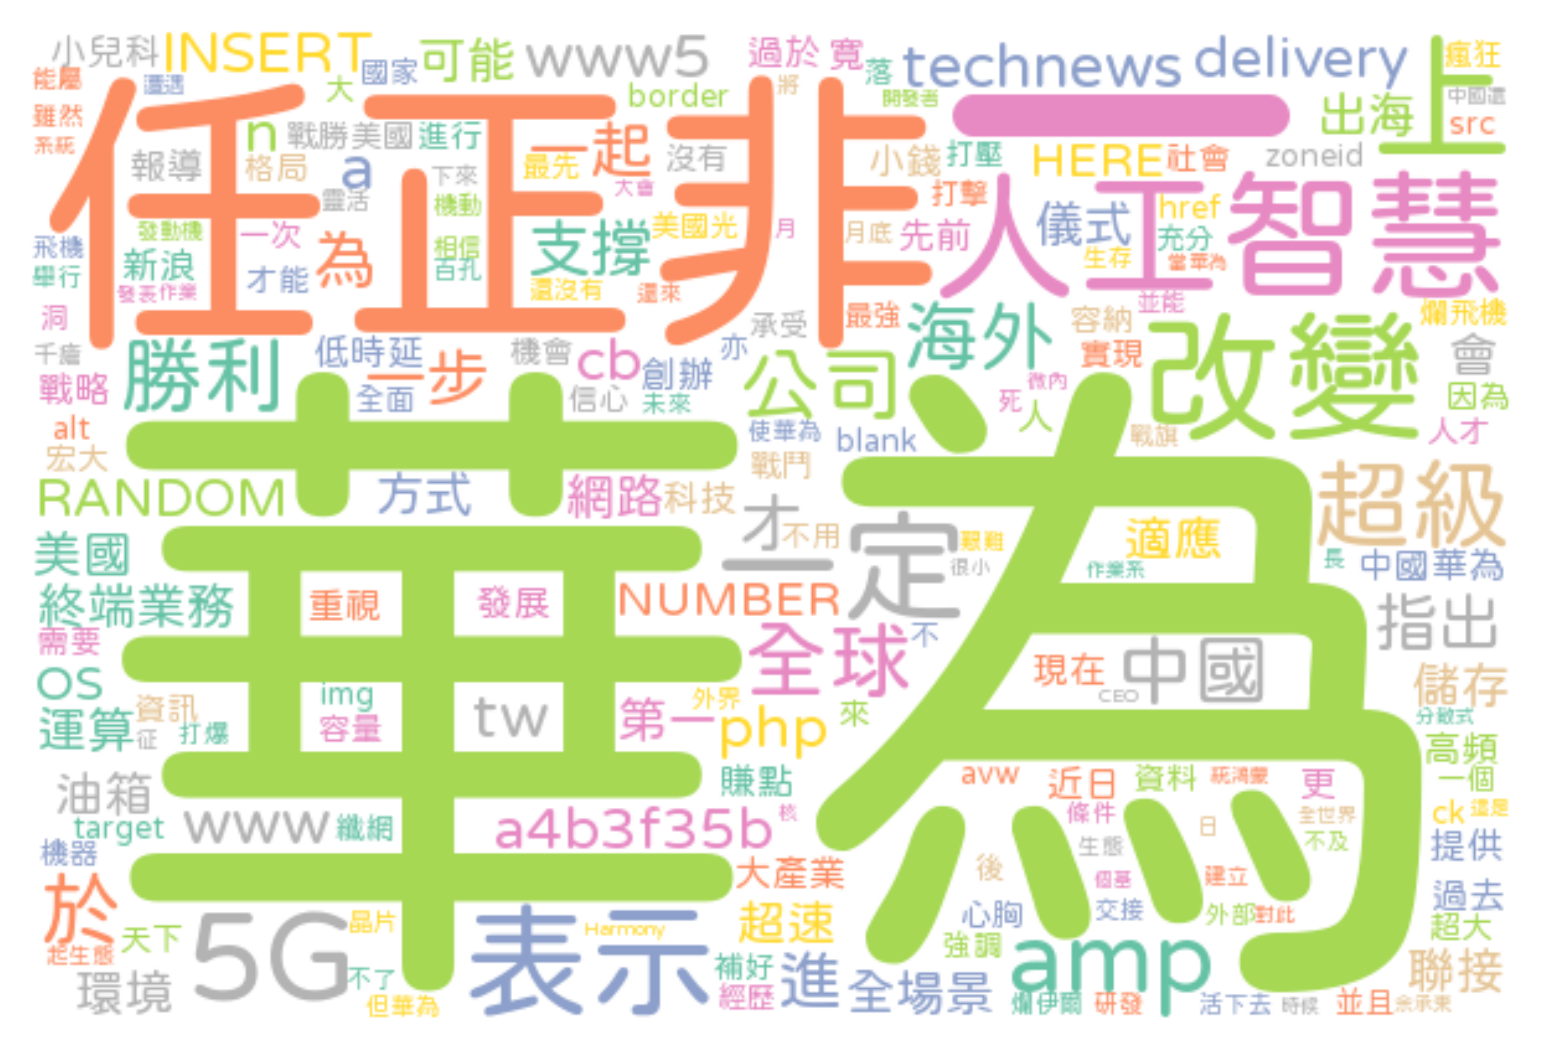 小兒科 INSERT 可能 www5 過於 寬 落 technews delivery 上 瘋狂
能屬 遭遇 國家 大 border 將 開發者 出海 中國還
雖然 n 戰勝美國 進行 一起 一 src
系統 報導 格局 a 下來 最先 大會 沒有 小錢 打壓 HERE 社會 zoneid
任正非 人工智慧
靈活 機動 打擊 儀式 href
發動機 一次 為 相信 支撐 美國光 月 月底 先前 充分
飛機 新浪 才能 百孔 生存 當華為
舉行 發表作業 還沒有 還來 並能
洞 低時延 機會 承受 最強 海外 容納 改變 爛飛機
千瘡 勝利 一步 cb 創辦 亦 公司 實現 會
戰略 全面 信心 未來 死 微內 人 因為
alt 使華為 blank 戰旗 人才
宏大 華為 戰鬥
RANDOM 方式 網路 科技 才 不用 一定 艱難 適應 超級
美國 很小 作業系 長 中國華為
終端業務 重視 發展 NUMBER 指出
需要 全球 不 現在 中國
OS 資訊 img tw 第一 外界 來 CEO 儲存
運算 征 打爆 容量 php 分散式
高頻
油箱 賺點 avw 近日 資料 統鴻蒙 更 一個
target www 纖網 a4b3f35b 核 條件 日 全世界 ck 這是
機器 生態 不及 提供
於 大產業 後 個基 建立 過去
天下 5G 晶片 表示 Harmony 超速 心胸 交接 外部 對此 超大
起生態 不了 補好 進 強調 amp 聯接
環境 但華為 經歷 全場景 爛伊爾 研發 活下去 時候 並且 余承東